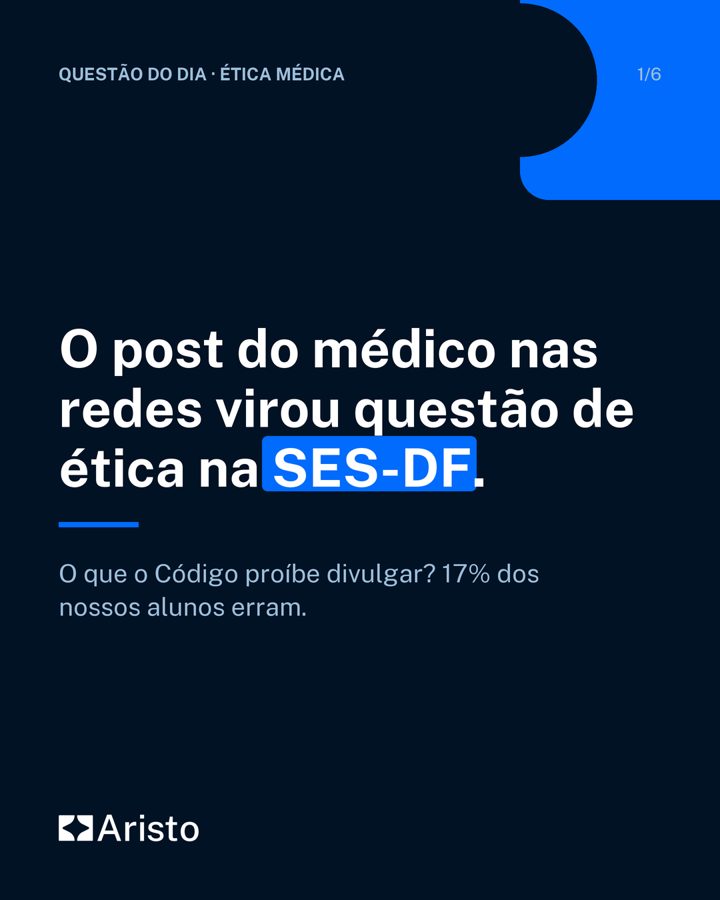 QUESTÃO DO DIA · ÉTICA MÉDICA
1/6
O post do médico nas
redes virou questão de
ética na SES-DF.
O que o Código proíbe divulgar? 17% dos
nossos alunos erram.
Aristo